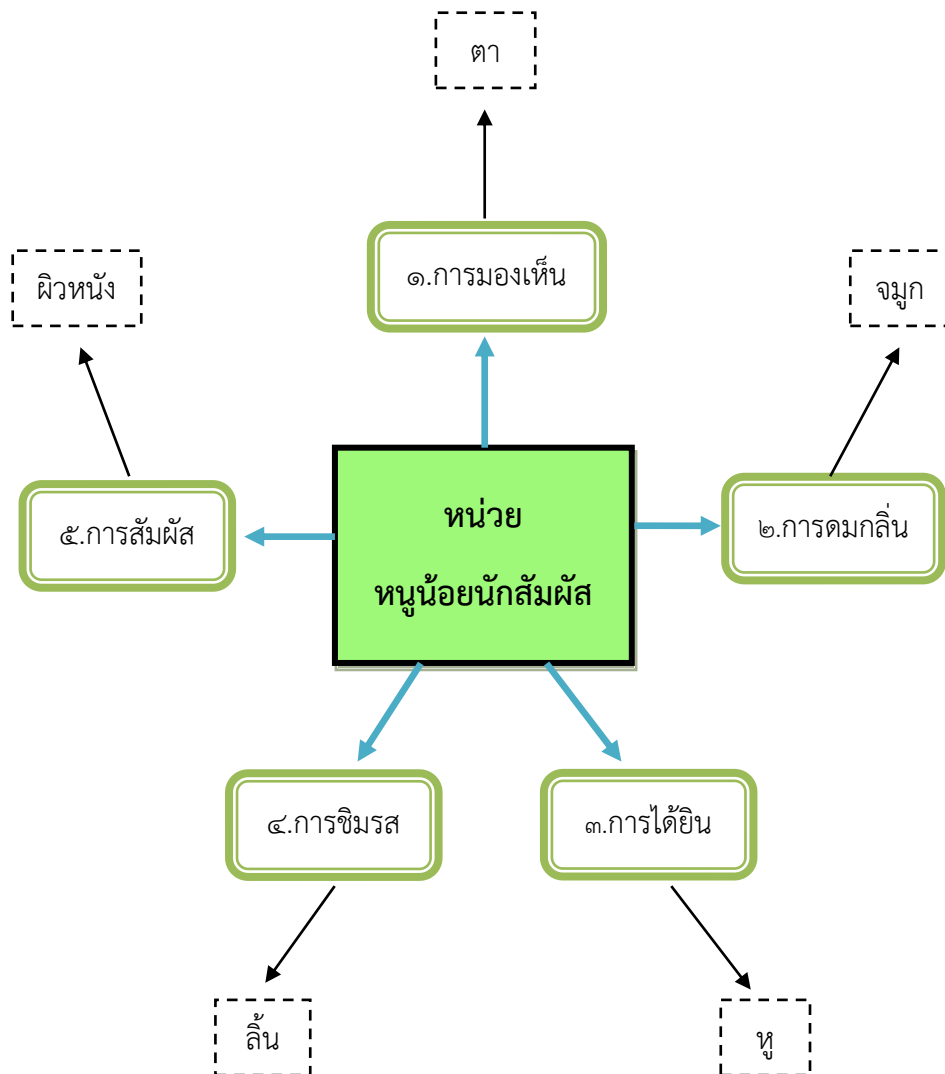 ตา
๑.การมองเห็น
ผิวหนัง
จมูก
๕.การสัมผัส
หน่วย
หนูน้อยนักสัมผัส
๒.การดมกลิ่น
๔.การชิมรส
๓.การได้ยิน
ลิ้น
หู